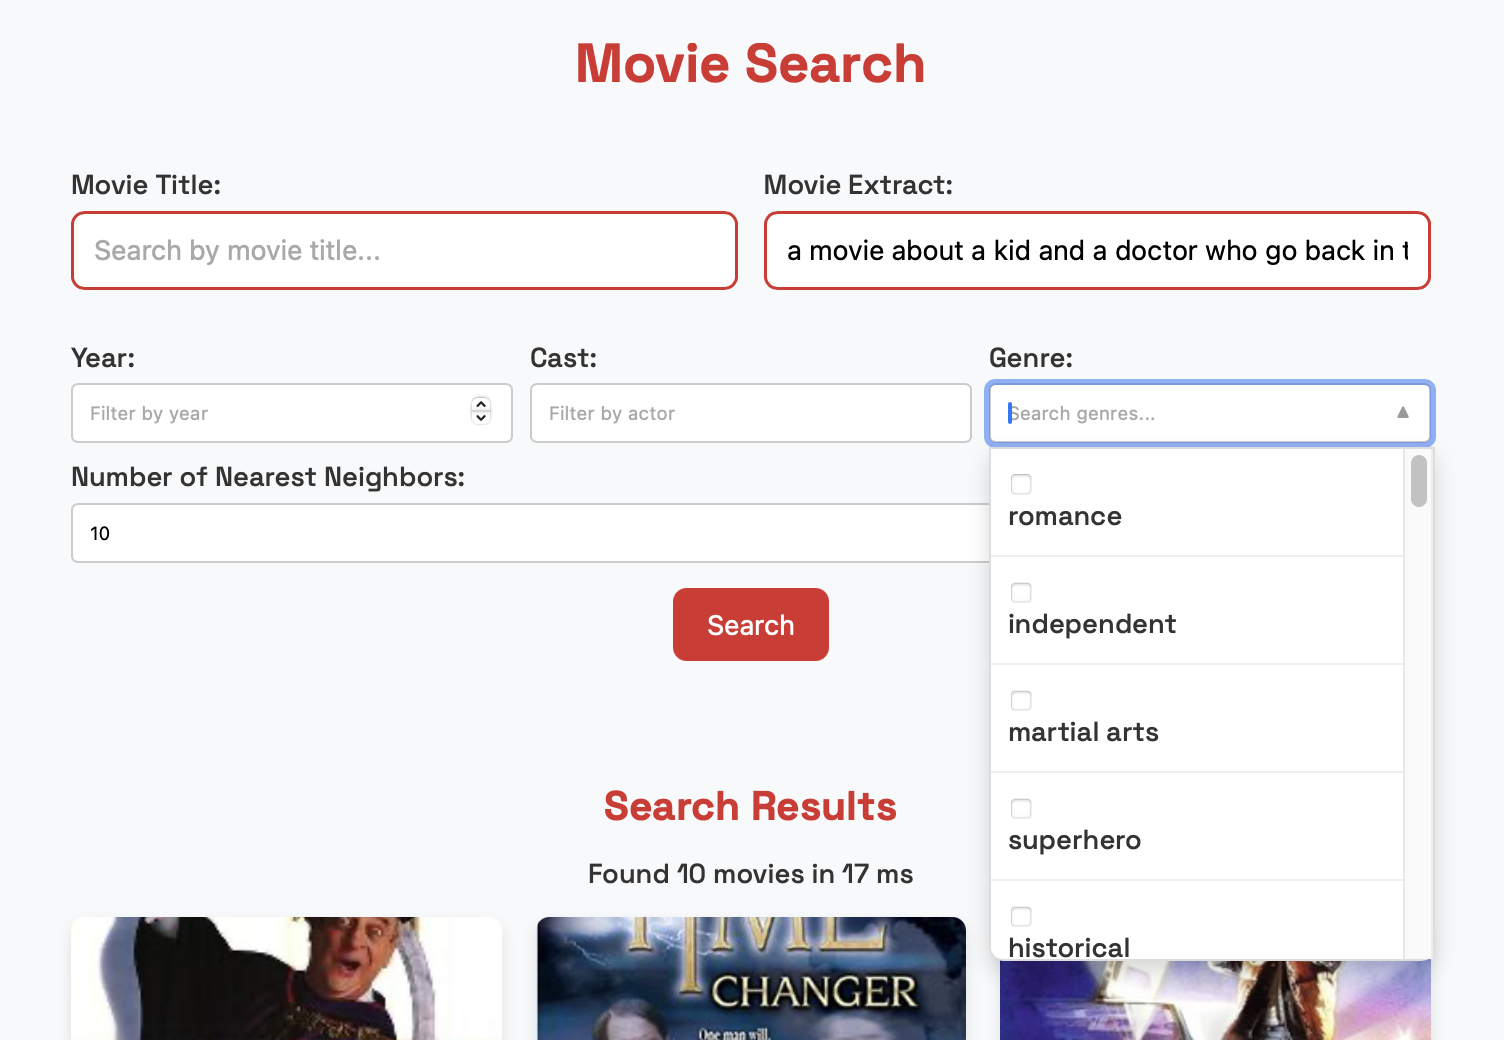 Movie Search
Movie Title:
Movie Extract:
Search by movie title...
a movie about a kid and a doctor who go back in t
Year:
Cast:
Genre:
Filter by year
Filter by actor
Search genres...
Number of Nearest Neighbors:
10
romance
independent
martial arts
superhero
historical
Search
Search Results
Found 10 movies in 17 ms
TIME
CHANGER
One man will.